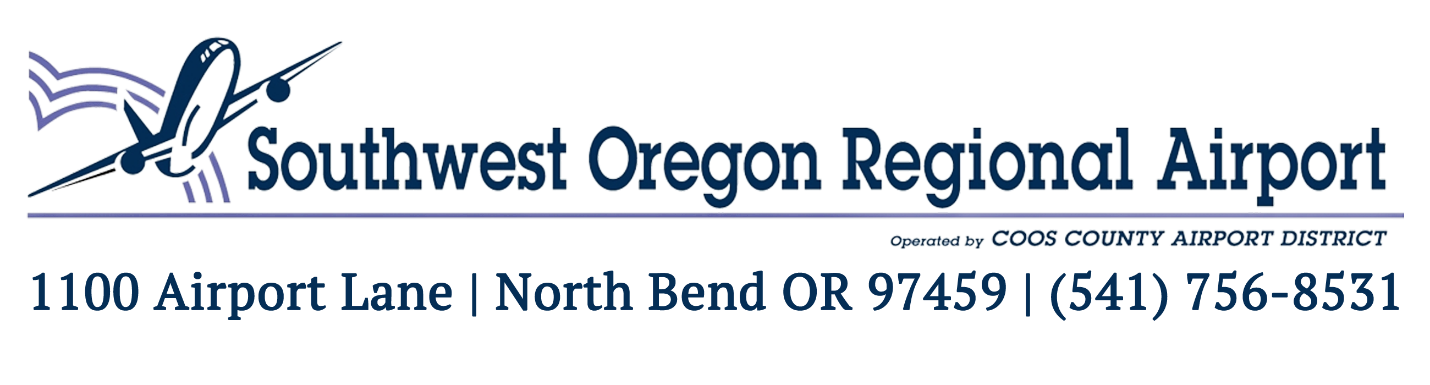 Southwest Oregon Regional Airport
Operated by COOS COUNTY AIRPORT DISTRICT
1100 Airport Lane | North Bend OR 97459 | (541) 756-8531